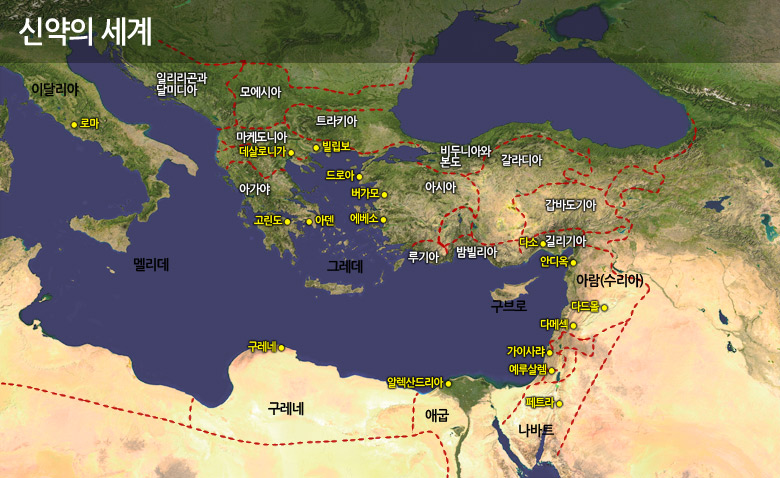 신약의 세계
일리리곤과
달미디아
이달리야
모에시아
로마
트라키아
마케도니아
데살로니가
빌립보
비두니아와
본도
갈라디아
드로아
아시아
아가야
버가모
갑바도기아
고린도
아덴
에베소
다소
길리기아
루기아
밤빌리아
안디옥
멜리데
그레데
아람(수리아)
구브로
다드몰
다메섹
구레네
가이사랴
예루살렘
알렉산드리아
페트라
구레네
애굽
나바트